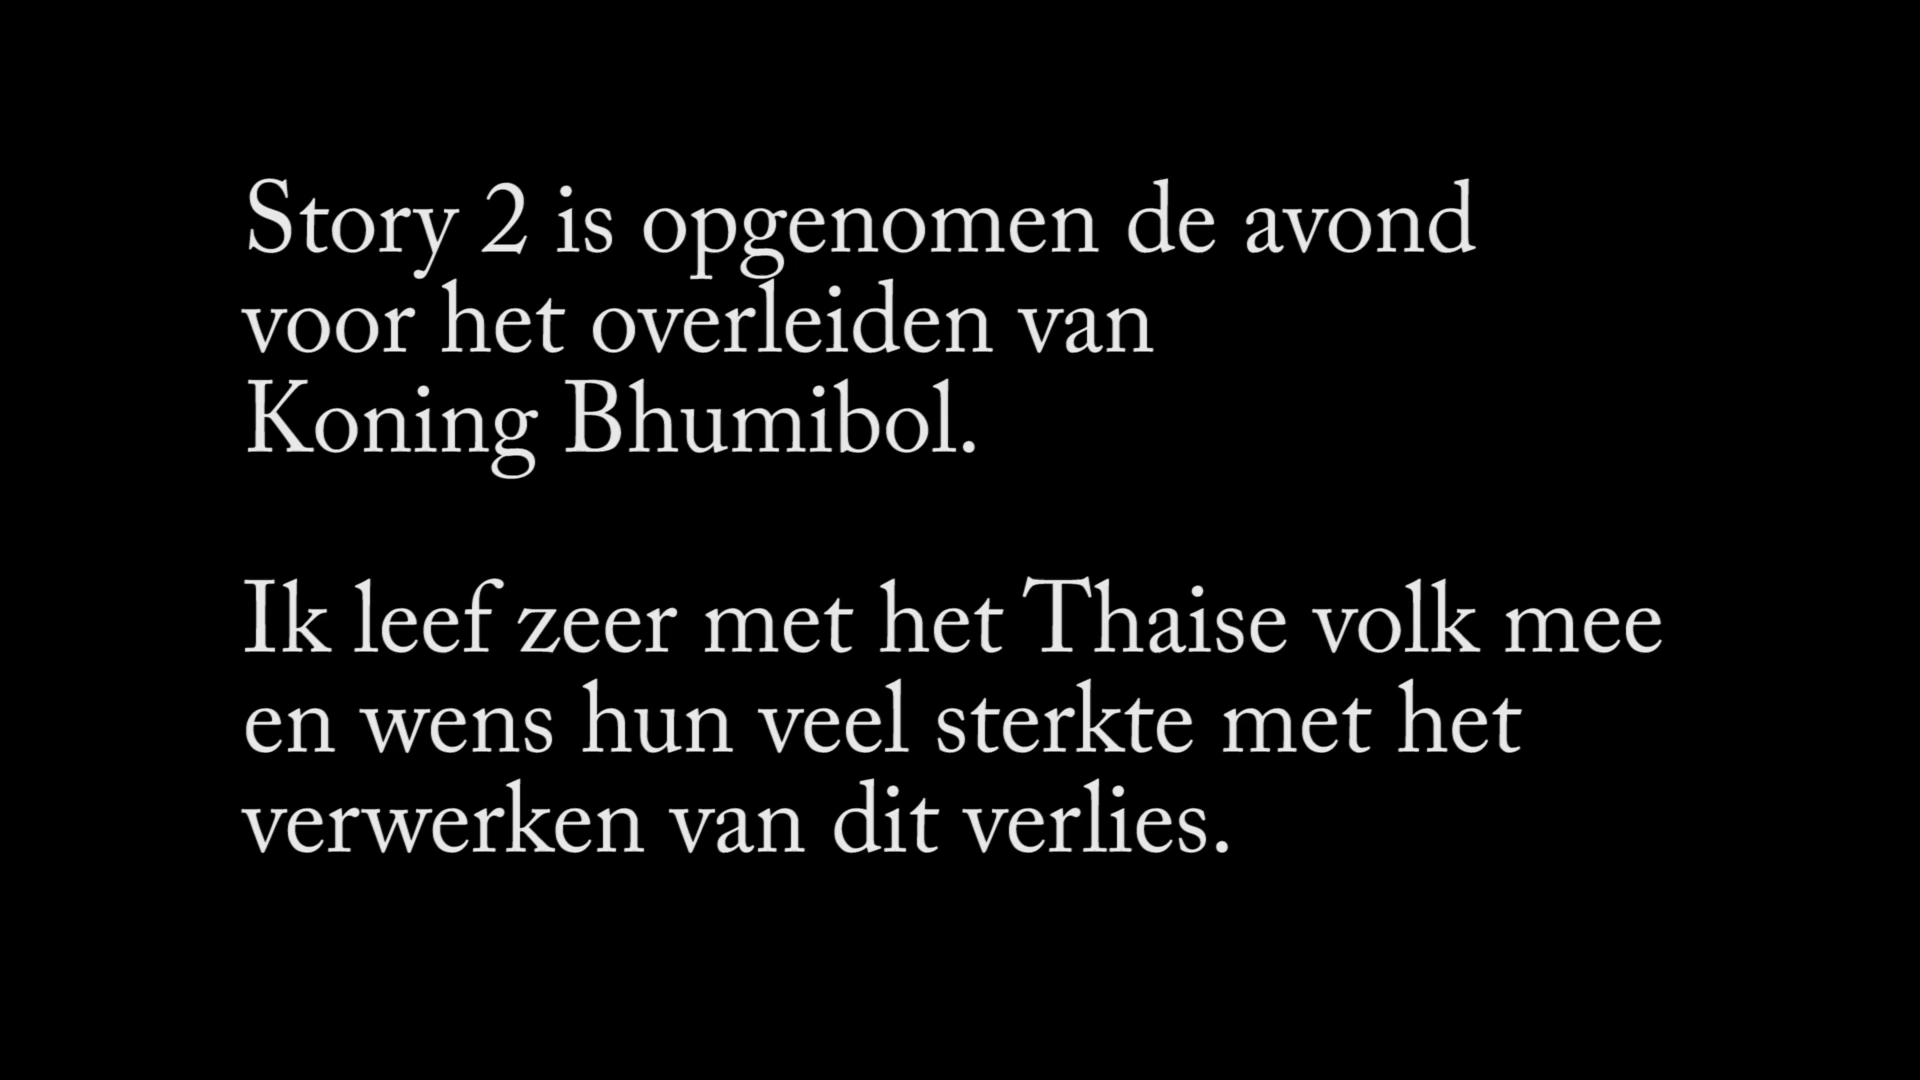 Story 2 is opgenomen de avond
voor het overleiden van
Koning Bhumibol.
Ik leef zeer met het Thaise volk mee
en wens hun veel sterkte met het
verwerken van dit verlies.